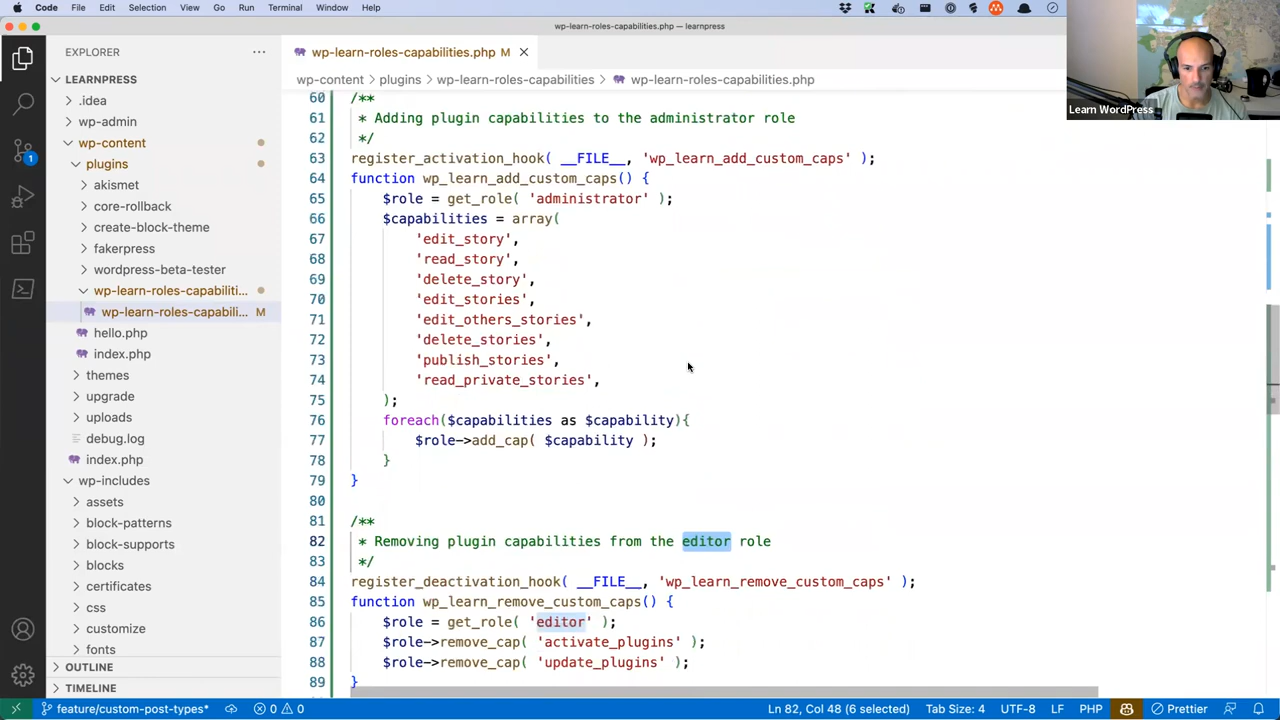 Code File Edit Selection View Go Run Terminal Window Help
wp-learn-roles-capabilities.php — learnpress
Learn WordPress
EXPLORER
LEARNPRESS
.idea
wp-admin
wp-content
plugins
akismet
core-rollback
create-block-theme
fakerpress
wordpress-beta-tester
wp-learn-roles-capabiliti...
wp-learn-roles-capabili... M
hello.php
index.php
themes
upgrade
uploads
debug.log
index.php
wp-includes
assets
block-patterns
block-supports
blocks
certificates
css
customize
fonts
OUTLINE
TIMELINE
1
wp-learn-roles-capabilities.php M
wp-content > plugins > wp-learn-roles-capabilities > wp-learn-roles-capabilities.php
60 /**
61 * Adding plugin capabilities to the administrator role
62 */
63 register_activation_hook( __FILE__, 'wp_learn_add_custom_caps' );
64 function wp_learn_add_custom_caps() {
65 $role = get_role( 'administrator' );
66 $capabilities = array(
67 'edit_story',
68 'read_story',
69 'delete_story',
70 'edit_stories',
71 'edit_others_stories',
72 'delete_stories',
73 'publish_stories',
74 'read_private_stories',
75 );
76 foreach($capabilities as $capability){
77 $role->add_cap( $capability );
78 }
79 }
80
81 /**
82 * Removing plugin capabilities from the editor role
83 */
84 register_deactivation_hook( __FILE__, 'wp_learn_remove_custom_caps' );
85 function wp_learn_remove_custom_caps() {
86 $role = get_role( 'editor' );
87 $role->remove_cap( 'activate_plugins' );
88 $role->remove_cap( 'update_plugins' );
89 }
feature/custom-post-types* 0 0 Ln 82, Col 48 (6 selected) Tab Size: 4 UTF-8 LF PHP Prettier